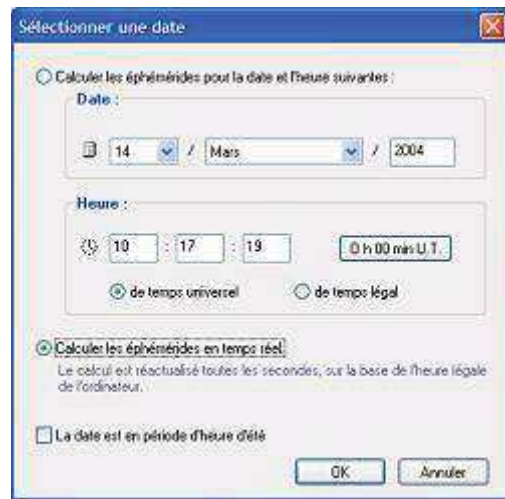 Sélectionner une date
Calculer les éphémérides pour la date et l'heure suivantes :
Date :
14 / Mars / 2004
Heure :
10 : 17 : 19 0 h 00 min U.T.
de temps universel de temps légal
Calculer les éphémérides en temps réel.
Le calcul est réactualisé toutes les secondes, sur la base de l'heure légale
de l'ordinateur.
La date est en période d'heure d'été
OK Annuler